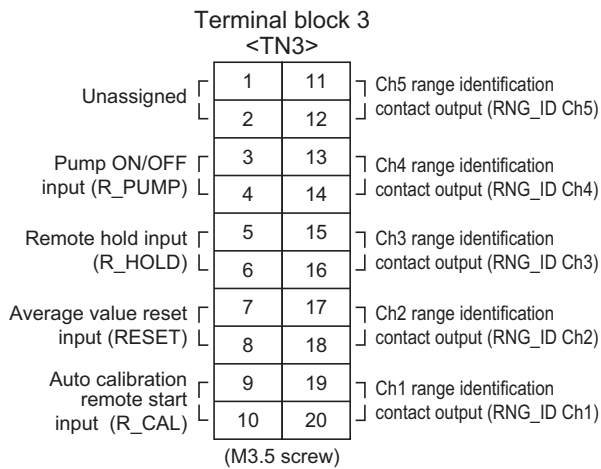 Terminal block 3
<TN3>
Unassigned
1 11
2 12
Ch5 range identification
contact output (RNG_ID Ch5)
Pump ON/OFF
input (R_PUMP)
3 13
4 14
Ch4 range identification
contact output (RNG_ID Ch4)
Remote hold input
(R_HOLD)
5 15
6 16
Ch3 range identification
contact output (RNG_ID Ch3)
Average value reset
input (RESET)
7 17
8 18
Ch2 range identification
contact output (RNG_ID Ch2)
Auto calibration
remote start
input (R_CAL)
9 19
10 20
Ch1 range identification
contact output (RNG_ID Ch1)
(M3.5 screw)